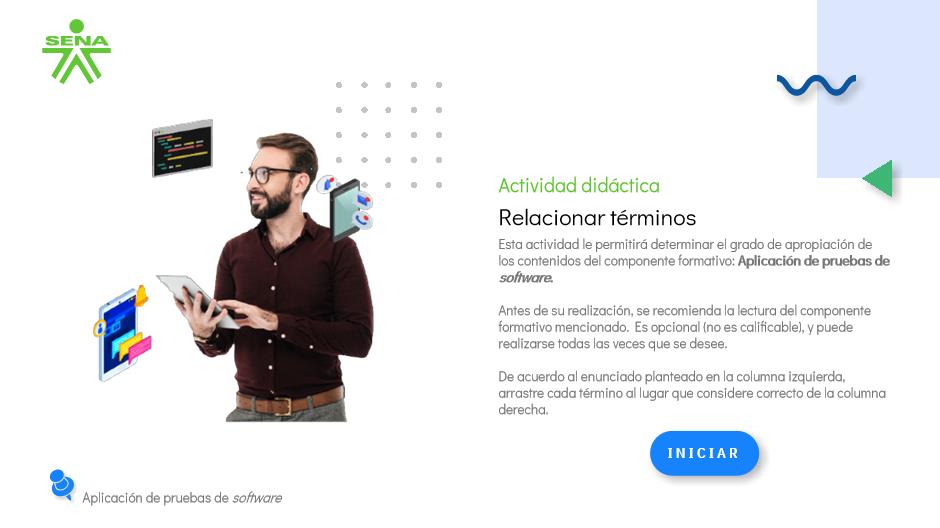 SENA
Actividad didáctica
Relacionar términos
Esta actividad le permitirá determinar el grado de apropiación de
los contenidos del componente formativo: Aplicación de pruebas de
software.
Antes de su realización, se recomienda la lectura del componente
formativo mencionado. Es opcional (no es calificable), y puede
realizarse todas las veces que se desee.
De acuerdo al enunciado planteado en la columna izquierda,
arrastre cada término al lugar que considere correcto de la columna
derecha.
INICIAR
Aplicación de pruebas de software